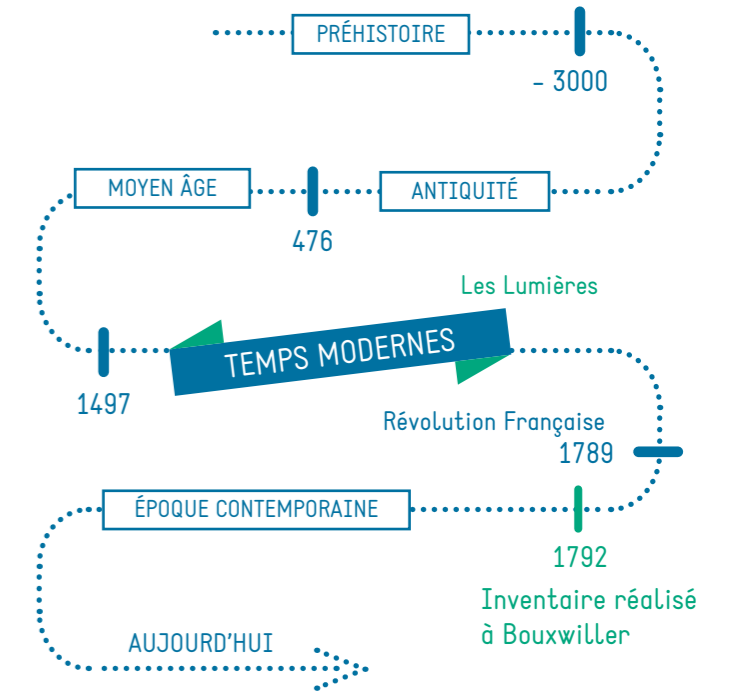 PRÉHISTOIRE
– 3000
ANTIQUITÉ
476
MOYEN ÂGE
1497
TEMPS MODERNES
Les Lumières
Révolution Française
1789
1792
Inventaire réalisé
à Bouxwiller
ÉPOQUE CONTEMPORAINE
AUJOURD'HUI